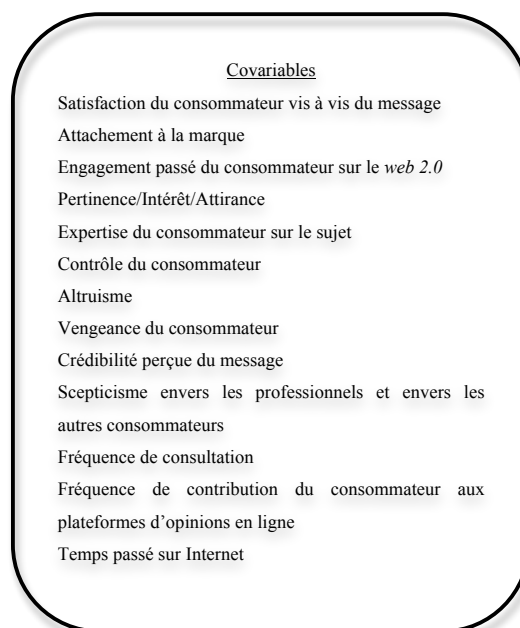 Covariables
Satisfaction du consommateur vis à vis du message
Attachement à la marque
Engagement passé du consommateur sur le web 2.0
Pertinence/Intérêt/Attirance
Expertise du consommateur sur le sujet
Contrôle du consommateur
Altruisme
Vengeance du consommateur
Crédibilité perçue du message
Scepticisme envers les professionnels et envers les
autres consommateurs
Fréquence de consultation
Fréquence de contribution du consommateur aux
plateformes d’opinions en ligne
Temps passé sur Internet